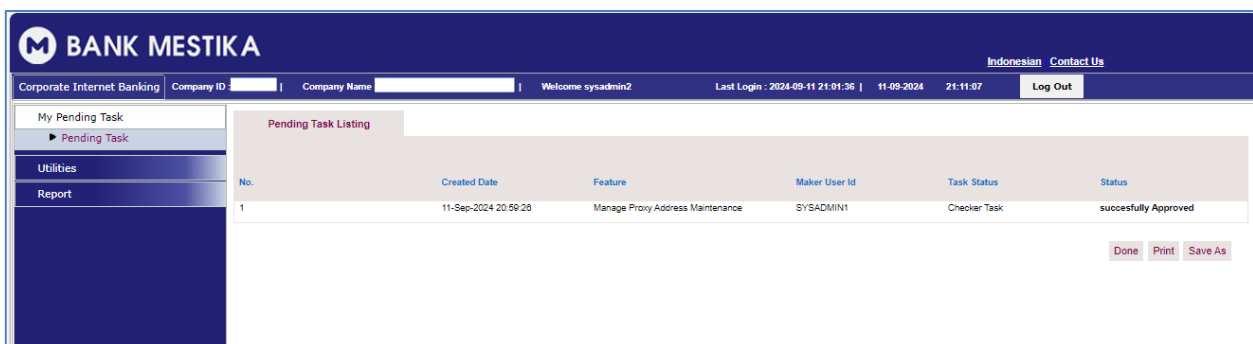 M BANK MESTIKA
Indonesian Contact Us
Corporate Internet Banking Company ID : | Company Name | Welcome sysadmin2 Last Login : 2024-09-11 21:01:36 | 11-09-2024 21:11:07 Log Out
My Pending Task
Pending Task
Utilities
Report
Pending Task Listing
No. Created Date Feature Maker User Id Task Status Status
1 11-Sep-2024 20:59:26 Manage Proxy Address Maintenance SYSADMIN1 Checker Task succesfully Approved
Done Print Save As